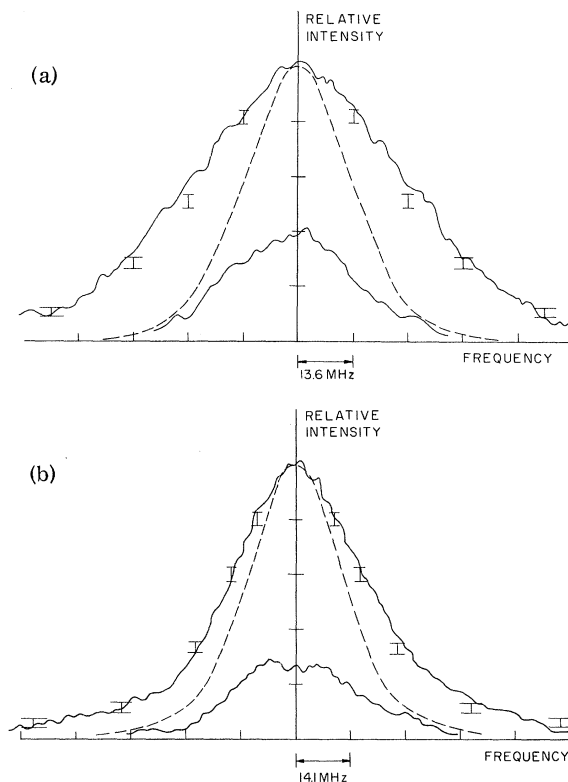 (a)
RELATIVE
INTENSITY
FREQUENCY
13.6 MHz
(b)
RELATIVE
INTENSITY
FREQUENCY
14.1 MHz